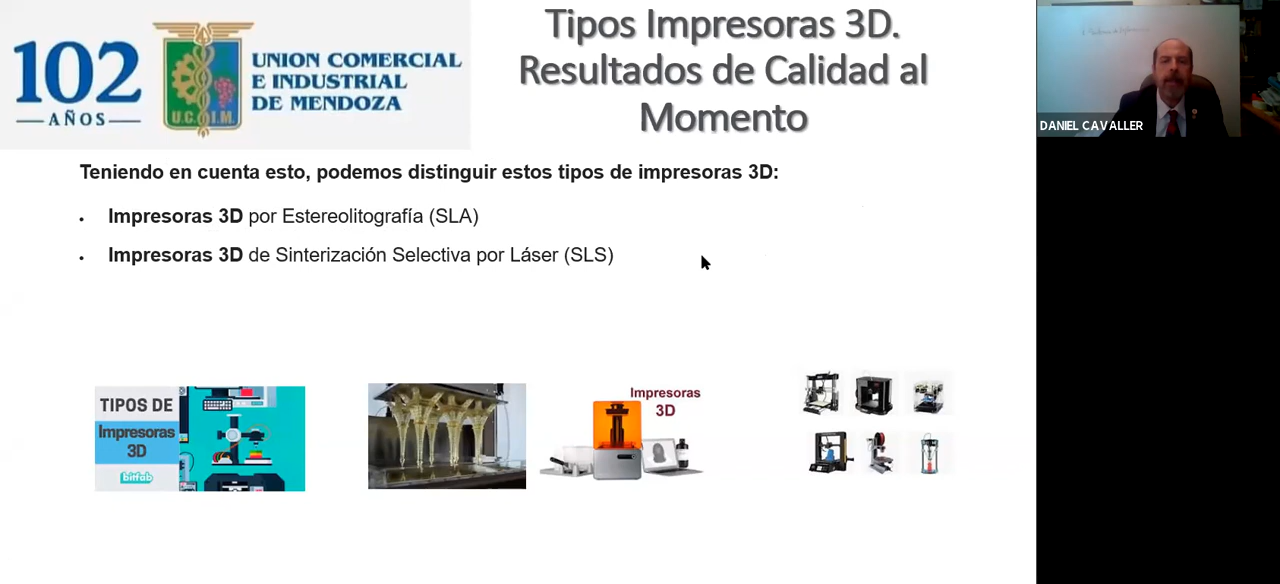 102
AÑOS
U.C. I.M.
UNION COMERCIAL
E INDUSTRIAL
DE MENDOZA
Tipos Impresoras 3D.
Resultados de Calidad al
Momento
DANIEL CAVALLER
Teniendo en cuenta esto, podemos distinguir estos tipos de impresoras 3D:
• Impresoras 3D por Estereolitografía (SLA)
• Impresoras 3D de Sinterización Selectiva por Láser (SLS)
TIPOS DE
Impresoras
3D
bitfab
Impresoras
3D